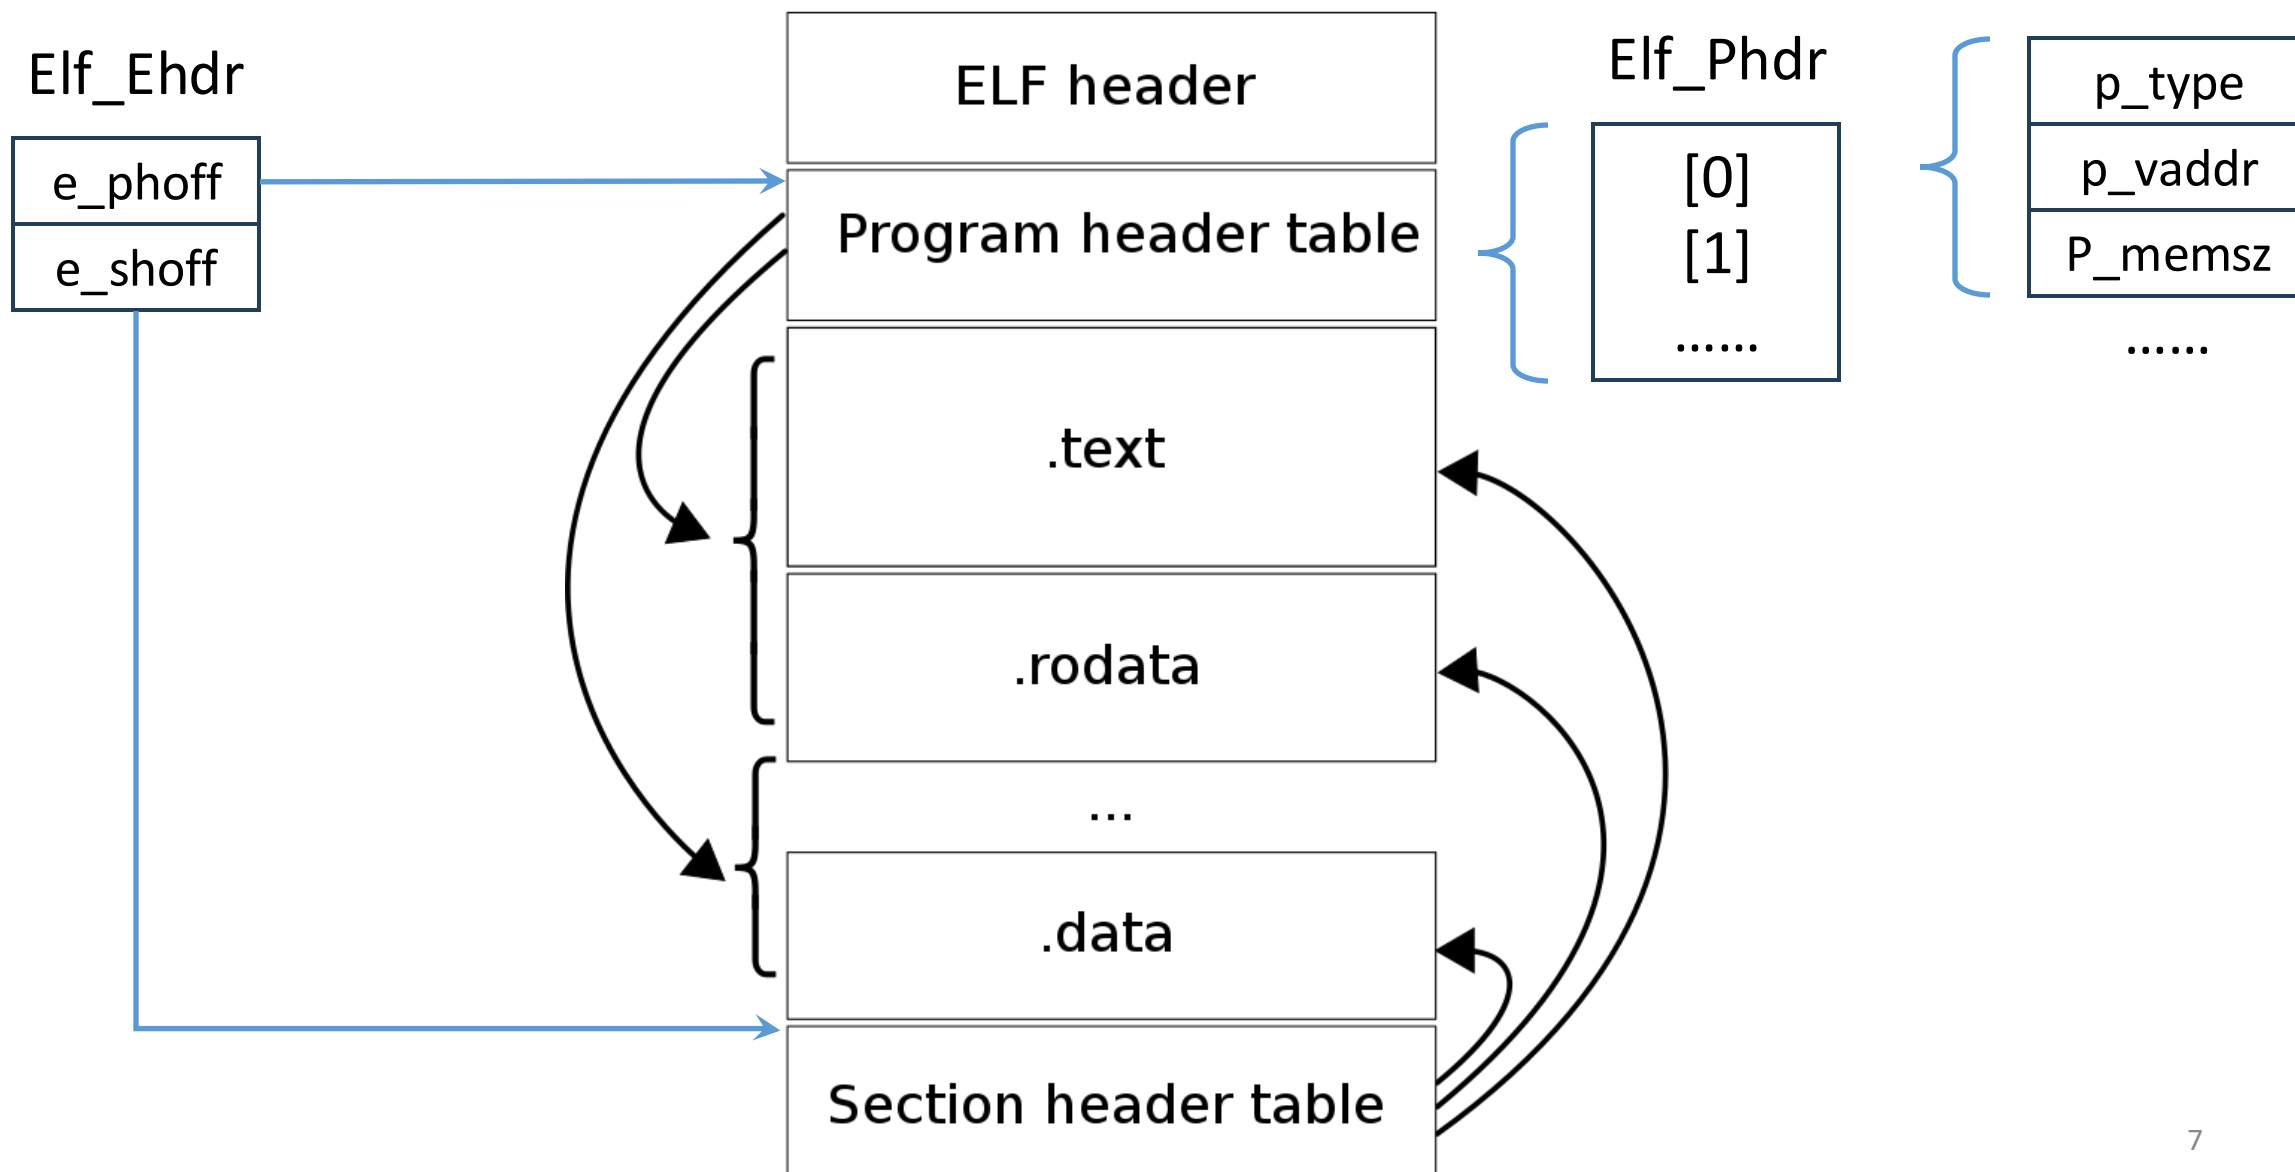 Elf_Ehdr
e_phoff
e_shoff
ELF header
Program header table
.text
.rodata
...
.data
Section header table
Elf_Phdr
[0]
[1]
……
p_type
p_vaddr
P_memsz
……
7